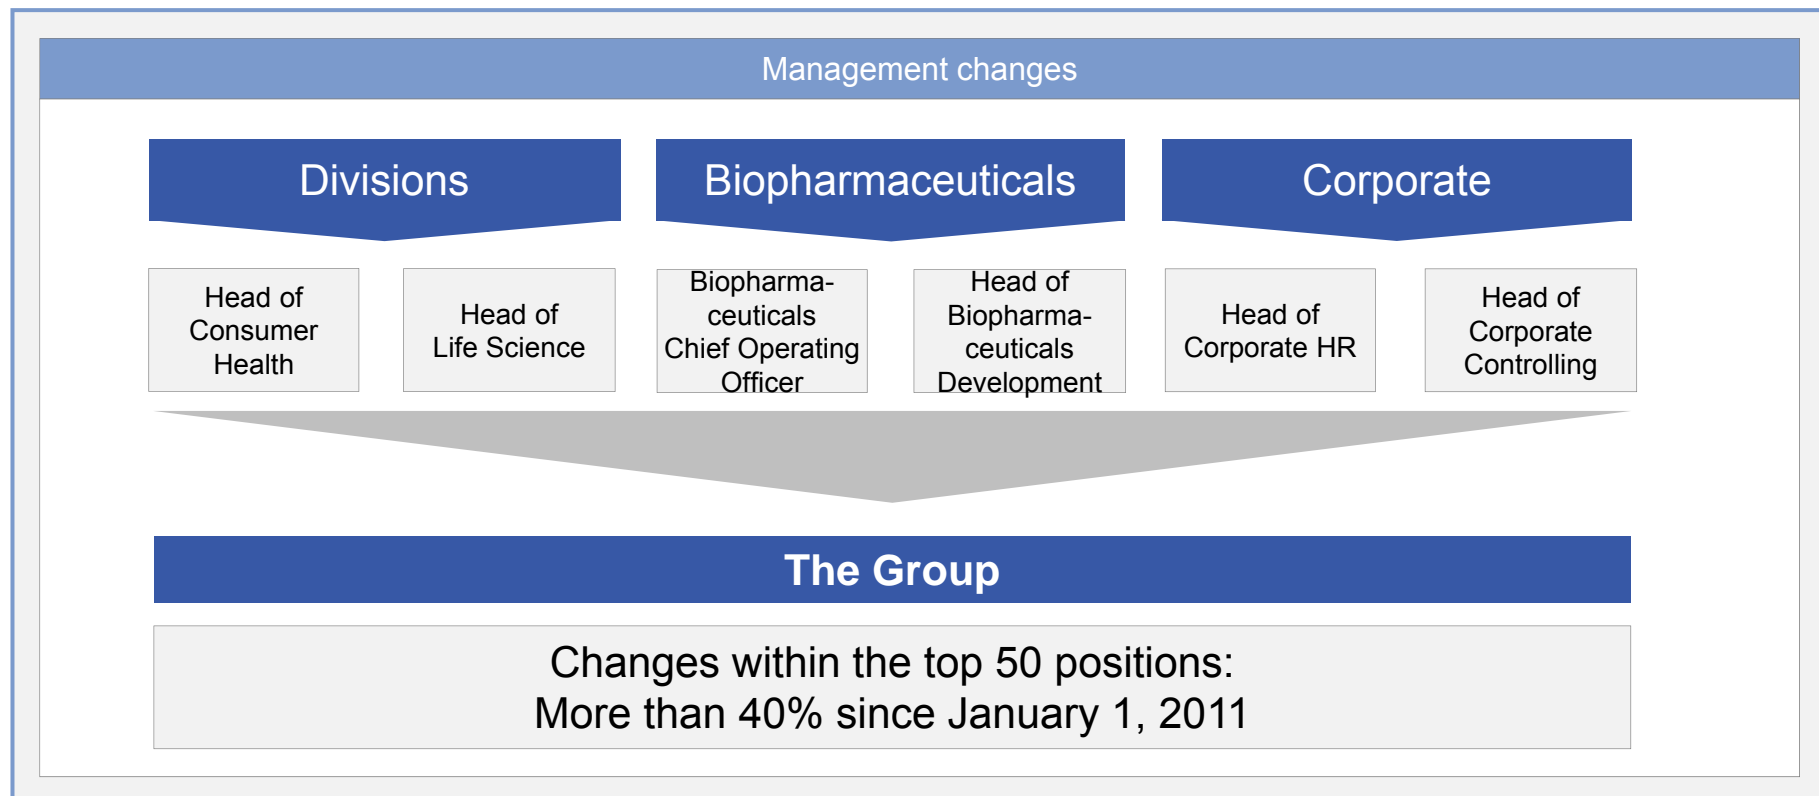 Management changes
Divisions
Biopharmaceuticals
Corporate
Head of
Consumer
Health
Head of
Life Science
Biopharma-
ceuticals
Chief Operating
Officer
Head of
Biopharma-
ceuticals
Development
Head of
Corporate HR
Head of
Corporate
Controlling
The Group
Changes within the top 50 positions:
More than 40% since January 1, 2011